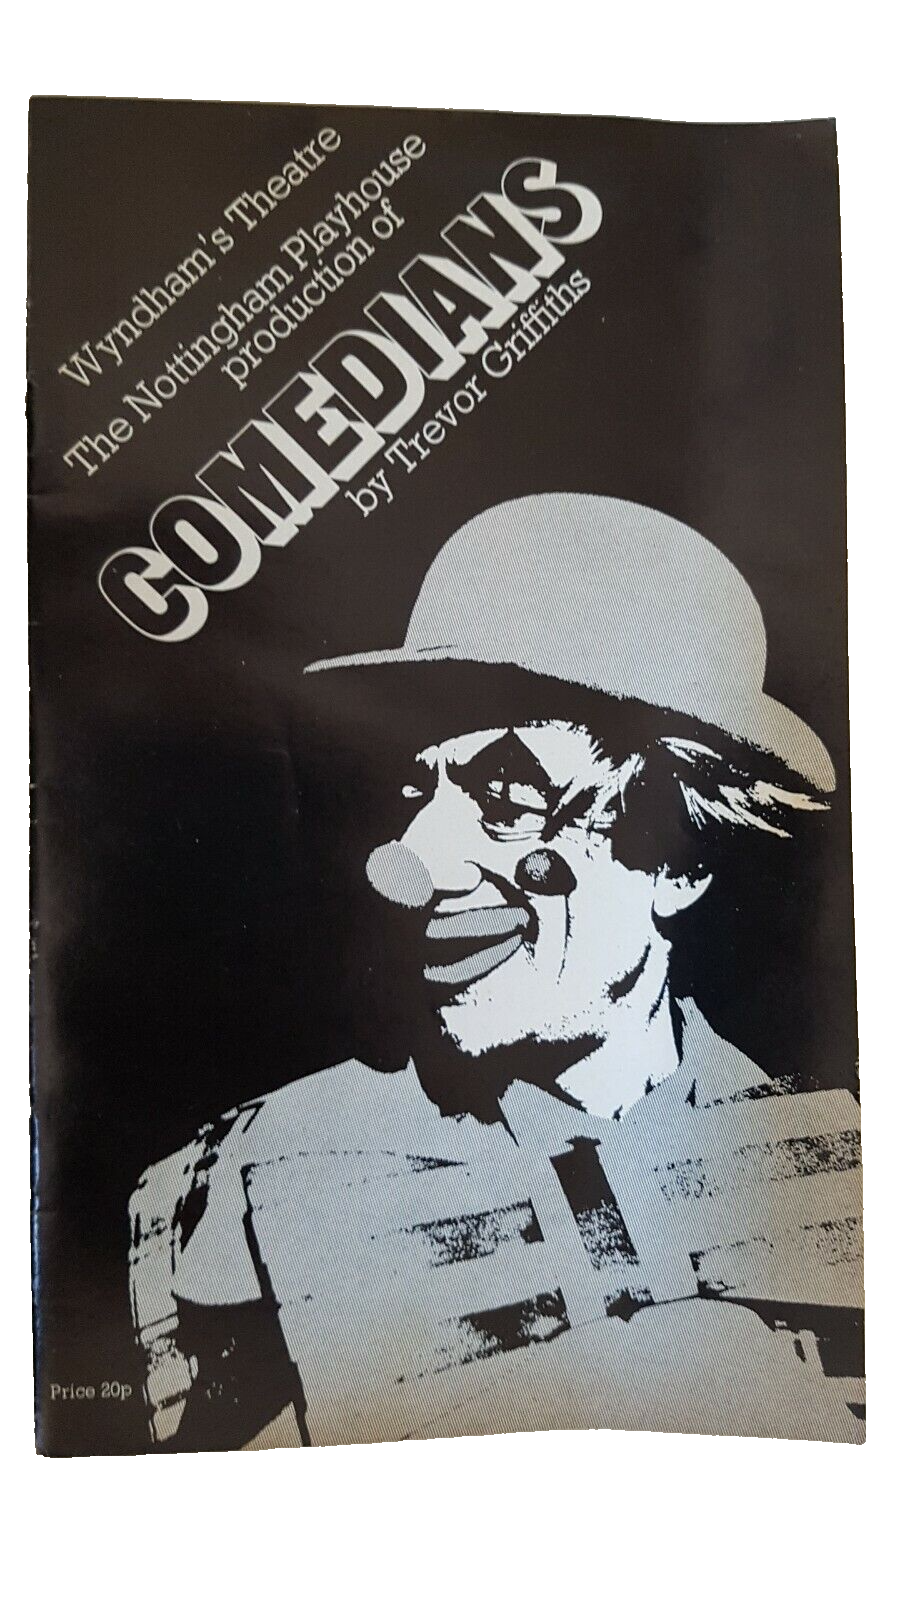 Wyndham's Theatre
The Nottingham Playhouse
production of
COMEDIANS
by Trevor Griffiths
Price 20p